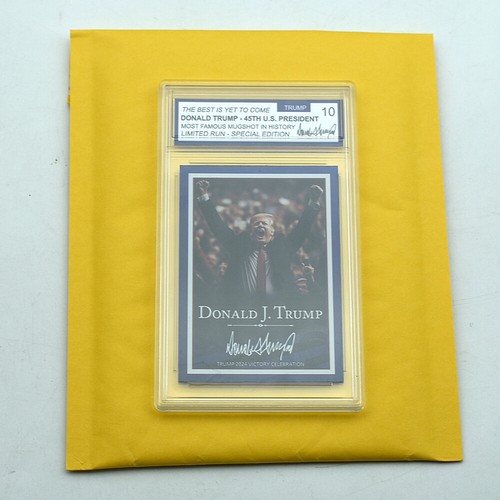 THE BEST IS YET TO COME
TRUMP
10
DONALD TRUMP - 45TH U.S. PRESIDENT
MOST FAMOUS MUGSHOT IN HISTORY
LIMITED RUN - SPECIAL EDITION
DONALD J. TRUMP
TRUMP 2024 VICTORY CELEBRATION